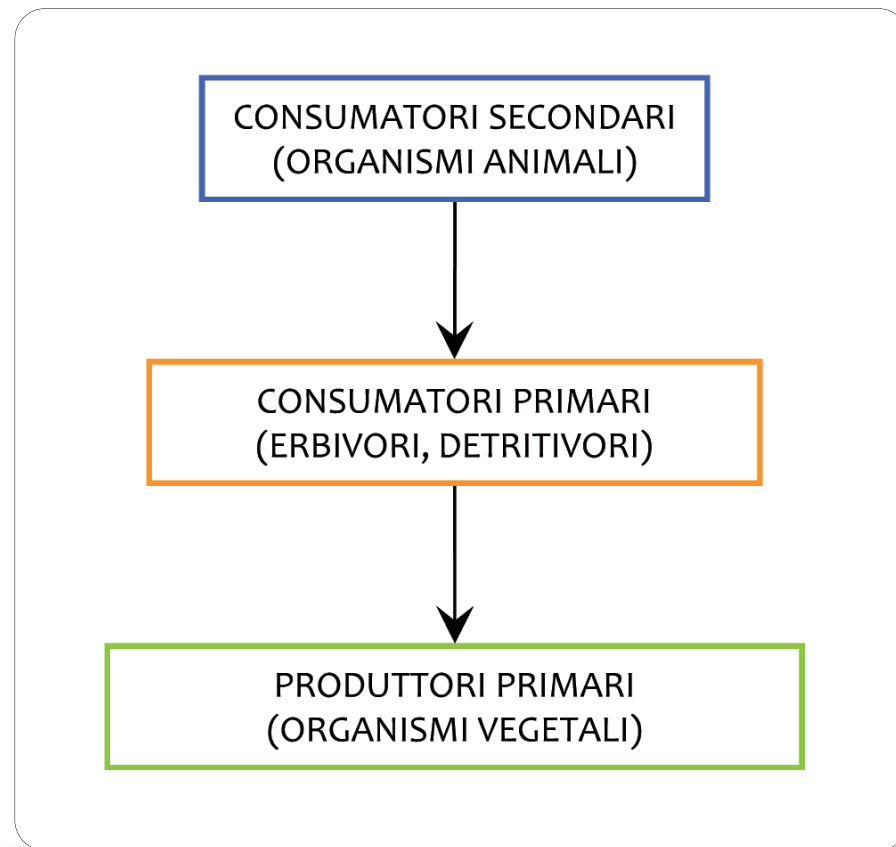 CONSUMATORI SECONDARI
(ORGANISMI ANIMALI)
CONSUMATORI PRIMARI
(ERBIVORI, DETRITIVORI)
PRODUTTORI PRIMARI
(ORGANISMI VEGETALI)